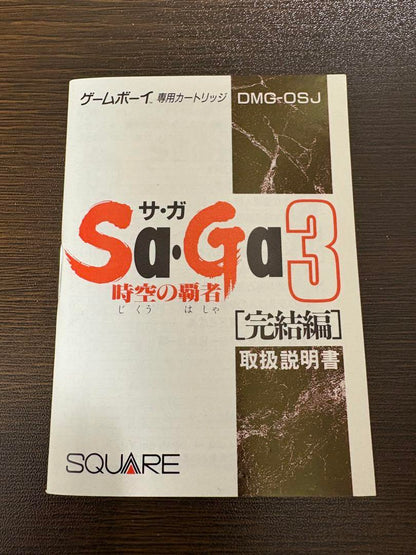 ゲームボーイ™ 専用カートリッジ DMG-OSJ
サ・ガ
Sa・Ga3
時空の覇者
じくう はしゃ
[完結編]
取扱説明書
SQUARE